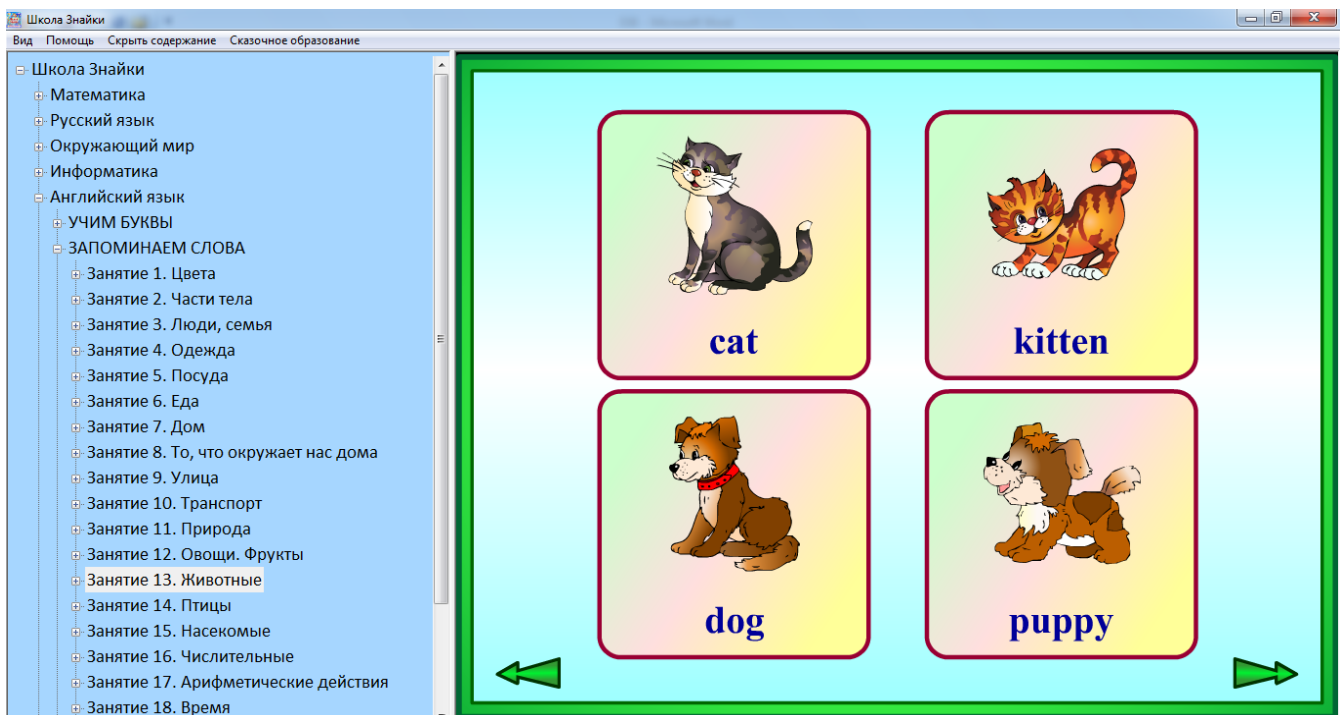 Школа Знайки
Вид Помощь Скрыть содержание Сказочное образование
Школа Знайки
Математика
Русский язык
Окружающий мир
Информатика
Английский язык
УЧИМ БУКВЫ
ЗАПОМИНАЕМ СЛОВА
Занятие 1. Цвета
Занятие 2. Части тела
Занятие 3. Люди, семья
Занятие 4. Одежда
Занятие 5. Посуда
Занятие 6. Еда
Занятие 7. Дом
Занятие 8. То, что окружает нас дома
Занятие 9. Улица
Занятие 10. Транспорт
Занятие 11. Природа
Занятие 12. Овощи. Фрукты
Занятие 13. Животные
Занятие 14. Птицы
Занятие 15. Насекомые
Занятие 16. Числительные
Занятие 17. Арифметические действия
Занятие 18. Время
cat
kitten
dog
puppy